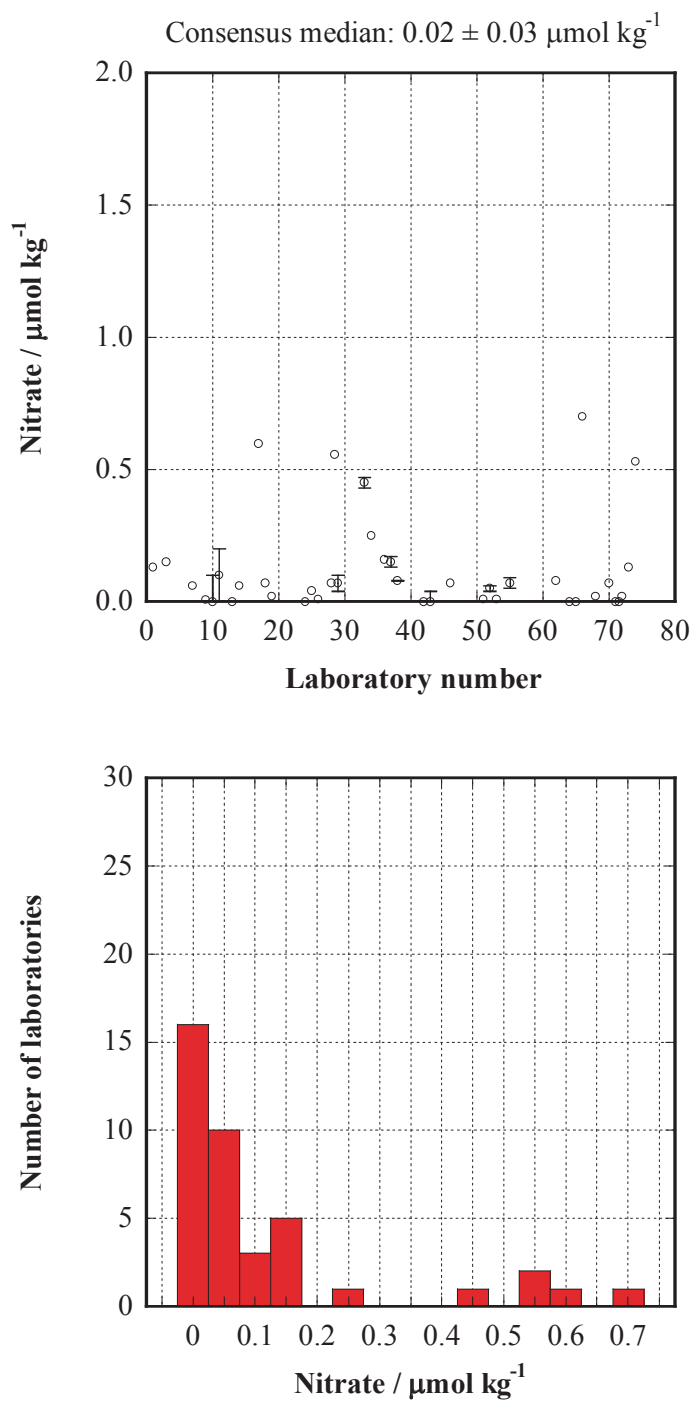 Consensus median: 0.02 ± 0.03 μmol kg⁻¹
2.0
1.5
1.0
0.5
0.0
Nitrate / μmol kg⁻¹
0 10 20 30 40 50 60 70 80
Laboratory number
30
25
20
15
10
5
0
Number of laboratories
0 0.1 0.2 0.3 0.4 0.5 0.6 0.7
Nitrate / μmol kg⁻¹